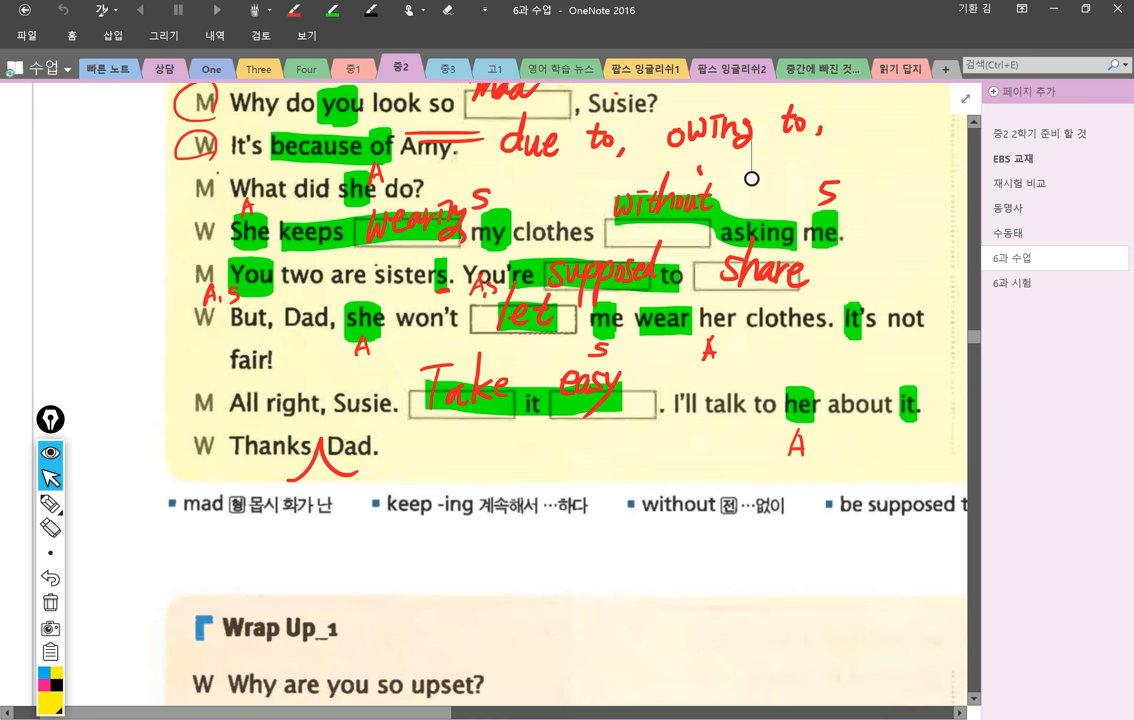 6과 수업 - OneNote 2016
기환 김
파일 홈 삽입 그리기 내역 검토 보기
수업 빠른 노트 상담 One Three Four 중1 중2 중3 고1 영어 학습 뉴스 팝스 잉글리쉬1 팝스 잉글리쉬2 중간에 빠진 것... 읽기 답지 + 검색(Ctrl+E)
페이지 추가
중2 2학기 준비 할 것
EBS 교재
재시험 비교
동명사
수동태
6과 수업
6과 시험
M Why do you look so mad, Susie?
W It's because of Amy. due to, owing to,
A
M What did she do?
A S S
W She keeps wearing my clothes without asking me.
M You two are sisters. You're supposed to share
A, S A,S
W But, Dad, she won't let me wear her clothes. It's not
A S A
fair!
M All right, Susie. Take it easy. I'll talk to her about it.
A
W Thanks, Dad.
▪ mad 형 몹시 화가 난 ▪ keep -ing 계속해서 …하다 ▪ without 전 …없이 ▪ be supposed t
Wrap Up_1
W Why are you so upset?